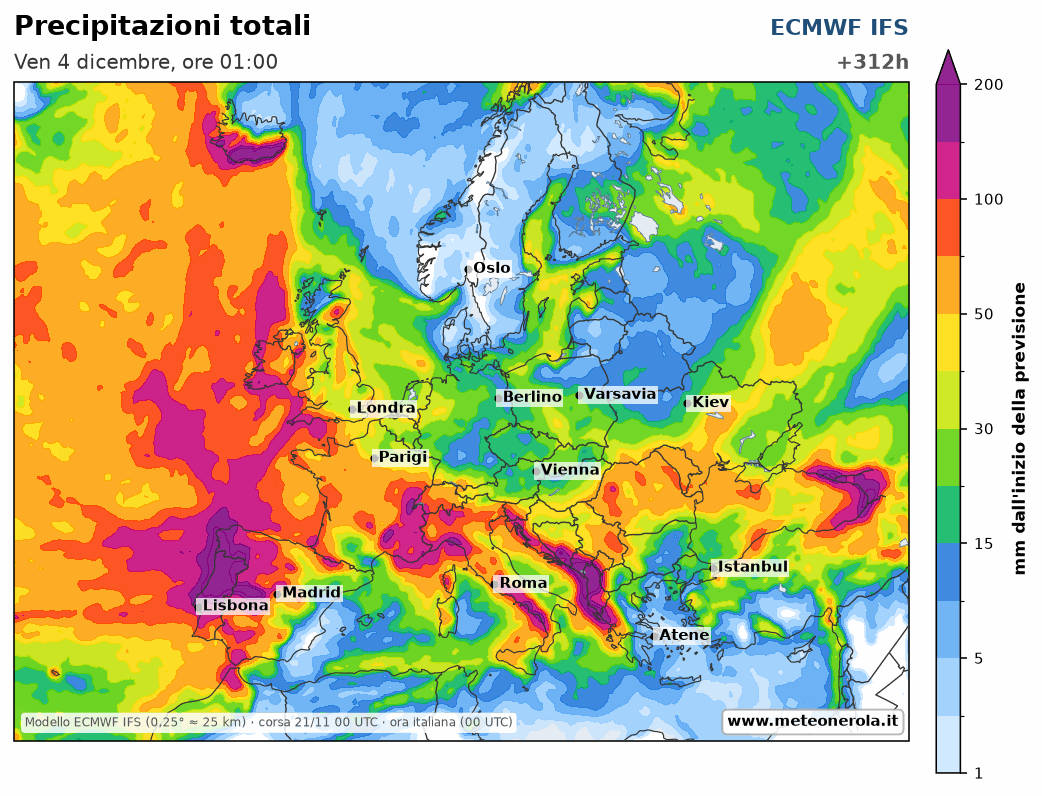 Precipitazioni totali
ECMWF IFS
Ven 4 dicembre, ore 01:00
+312h
200
100
50
30
15
5
1
mm dall'inizio della previsione
Oslo
Londra
Berlino
Varsavia
Kiev
Parigi
Vienna
Istanbul
Roma
Madrid
Lisbona
Atene
Modello ECMWF IFS (0,25° ≈ 25 km) · corsa 21/11 00 UTC · ora italiana (00 UTC)
www.meteonerola.it